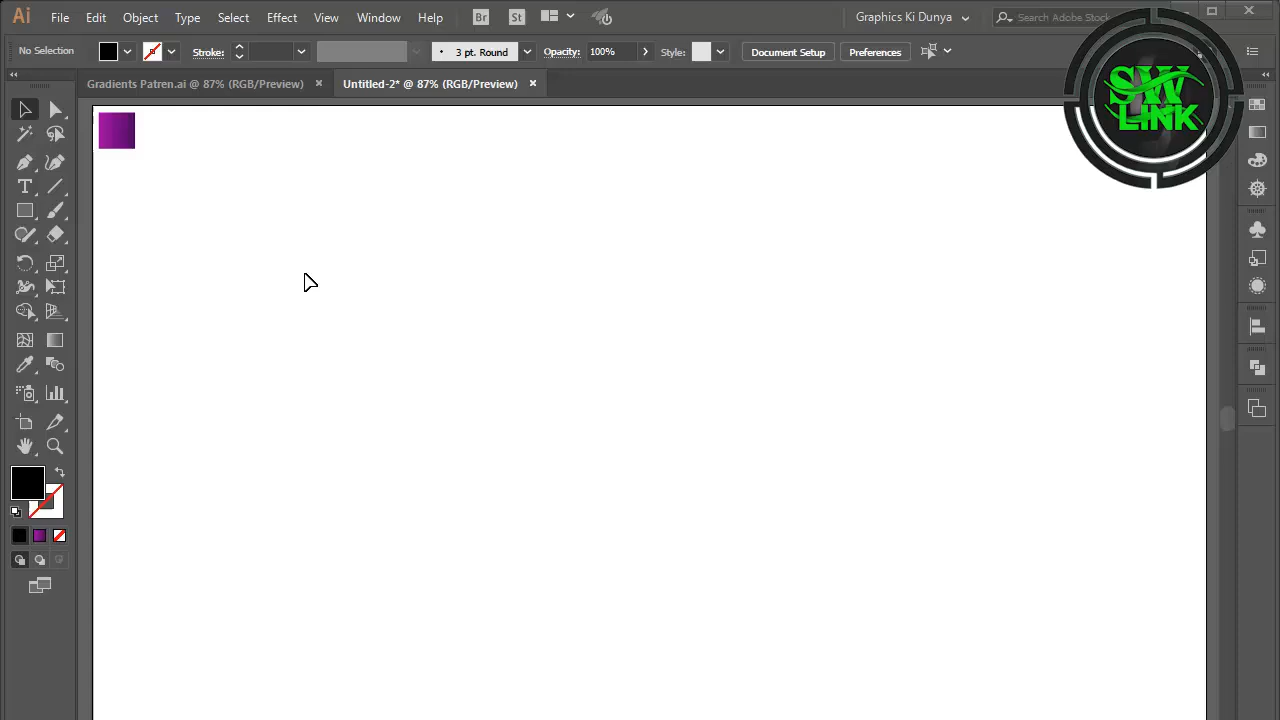 Ai File Edit Object Type Select Effect View Window Help Br St Graphics Ki Dunya Search Adobe Stock
No Selection Stroke: 3 pt. Round Opacity: 100% Style: Document Setup Preferences
Gradients Patren.ai @ 87% (RGB/Preview) × Untitled-2* @ 87% (RGB/Preview) ×
SW
LINK
T